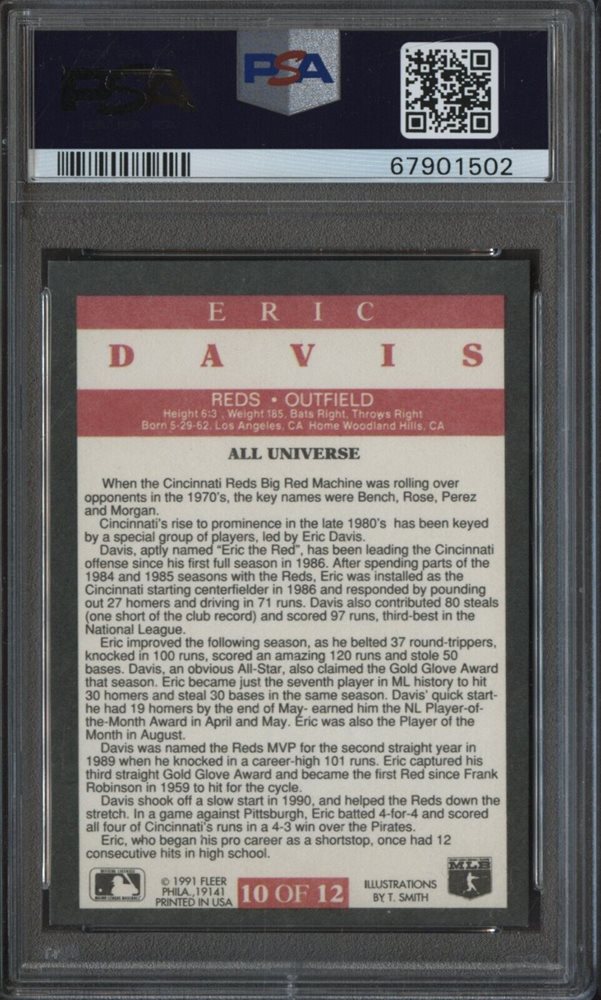 PSA
PSA
67901502
ERIC
DAVIS
REDS • OUTFIELD
Height 6:3 , Weight 185, Bats Right, Throws Right
Born 5-29-62, Los Angeles, CA Home Woodland Hills, CA
ALL UNIVERSE
When the Cincinnati Reds Big Red Machine was rolling over
opponents in the 1970's, the key names were Bench, Rose, Perez
and Morgan.
Cincinnati's rise to prominence in the late 1980's has been keyed
by a special group of players, led by Eric Davis.
Davis, aptly named "Eric the Red", has been leading the Cincinnati
offense since his first full season in 1986. After spending parts of the
1984 and 1985 seasons with the Reds, Eric was installed as the
Cincinnati starting centerfielder in 1986 and responded by pounding
out 27 homers and driving in 71 runs. Davis also contributed 80 steals
(one short of the club record) and scored 97 runs, third-best in the
National League.
Eric improved the following season, as he belted 37 round-trippers,
knocked in 100 runs, scored an amazing 120 runs and stole 50
bases. Davis, an obvious All-Star, also claimed the Gold Glove Award
that season. Eric became just the seventh player in ML history to hit
30 homers and steal 30 bases in the same season. Davis' quick start-
he had 19 homers by the end of May- earned him the NL Player-of-
the-Month Award in April and May. Eric was also the Player of the
Month in August.
Davis was named the Reds MVP for the second straight year in
1989 when he knocked in a career-high 101 runs. Eric captured his
third straight Gold Glove Award and became the first Red since Frank
Robinson in 1959 to hit for the cycle.
Davis shook off a slow start in 1990, and helped the Reds down the
stretch. In a game against Pittsburgh, Eric batted 4-for-4 and scored
all four of Cincinnati's runs in a 4-3 win over the Pirates.
Eric, who began his pro career as a shortstop, once had 12
consecutive hits in high school.
© 1991 FLEER
PHILA., 19141
PRINTED IN USA
10 OF 12
ILLUSTRATIONS
BY T. SMITH
MLB